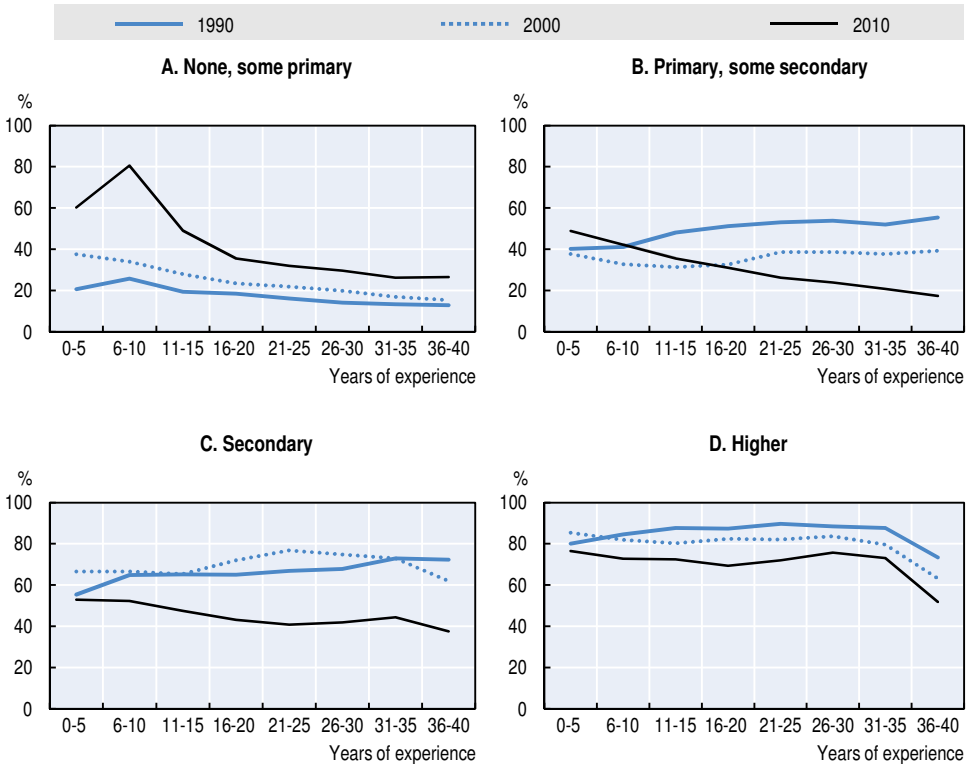 1990 2000 2010
A. None, some primary
%
100
80
60
40
20
0
0-5 6-10 11-15 16-20 21-25 26-30 31-35 36-40
Years of experience
B. Primary, some secondary
%
100
80
60
40
20
0
0-5 6-10 11-15 16-20 21-25 26-30 31-35 36-40
Years of experience
C. Secondary
%
100
80
60
40
20
0
0-5 6-10 11-15 16-20 21-25 26-30 31-35 36-40
Years of experience
D. Higher
%
100
80
60
40
20
0
0-5 6-10 11-15 16-20 21-25 26-30 31-35 36-40
Years of experience